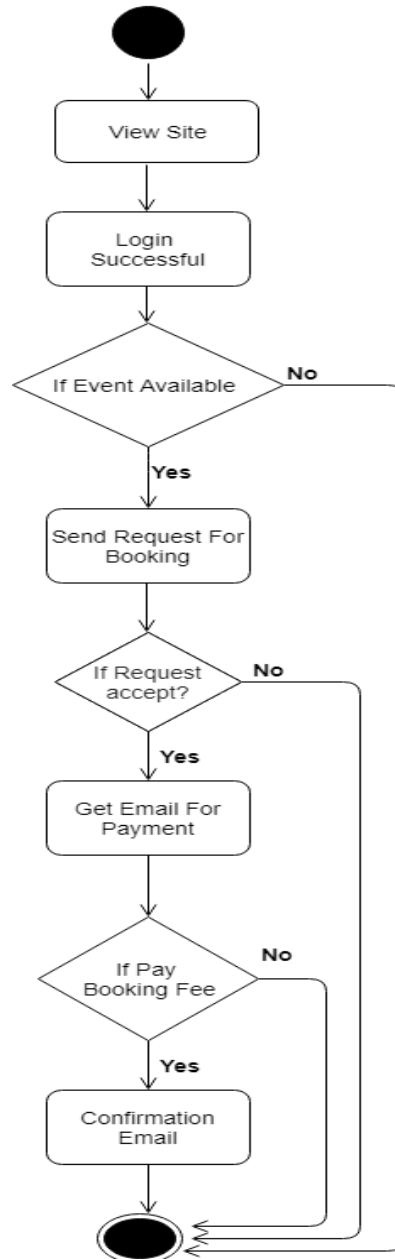 View Site
Login
Successful
If Event Available
No
Yes
Send Request For
Booking
If Request
accept?
No
Yes
Get Email For
Payment
If Pay
Booking Fee
No
Yes
Confirmation
Email